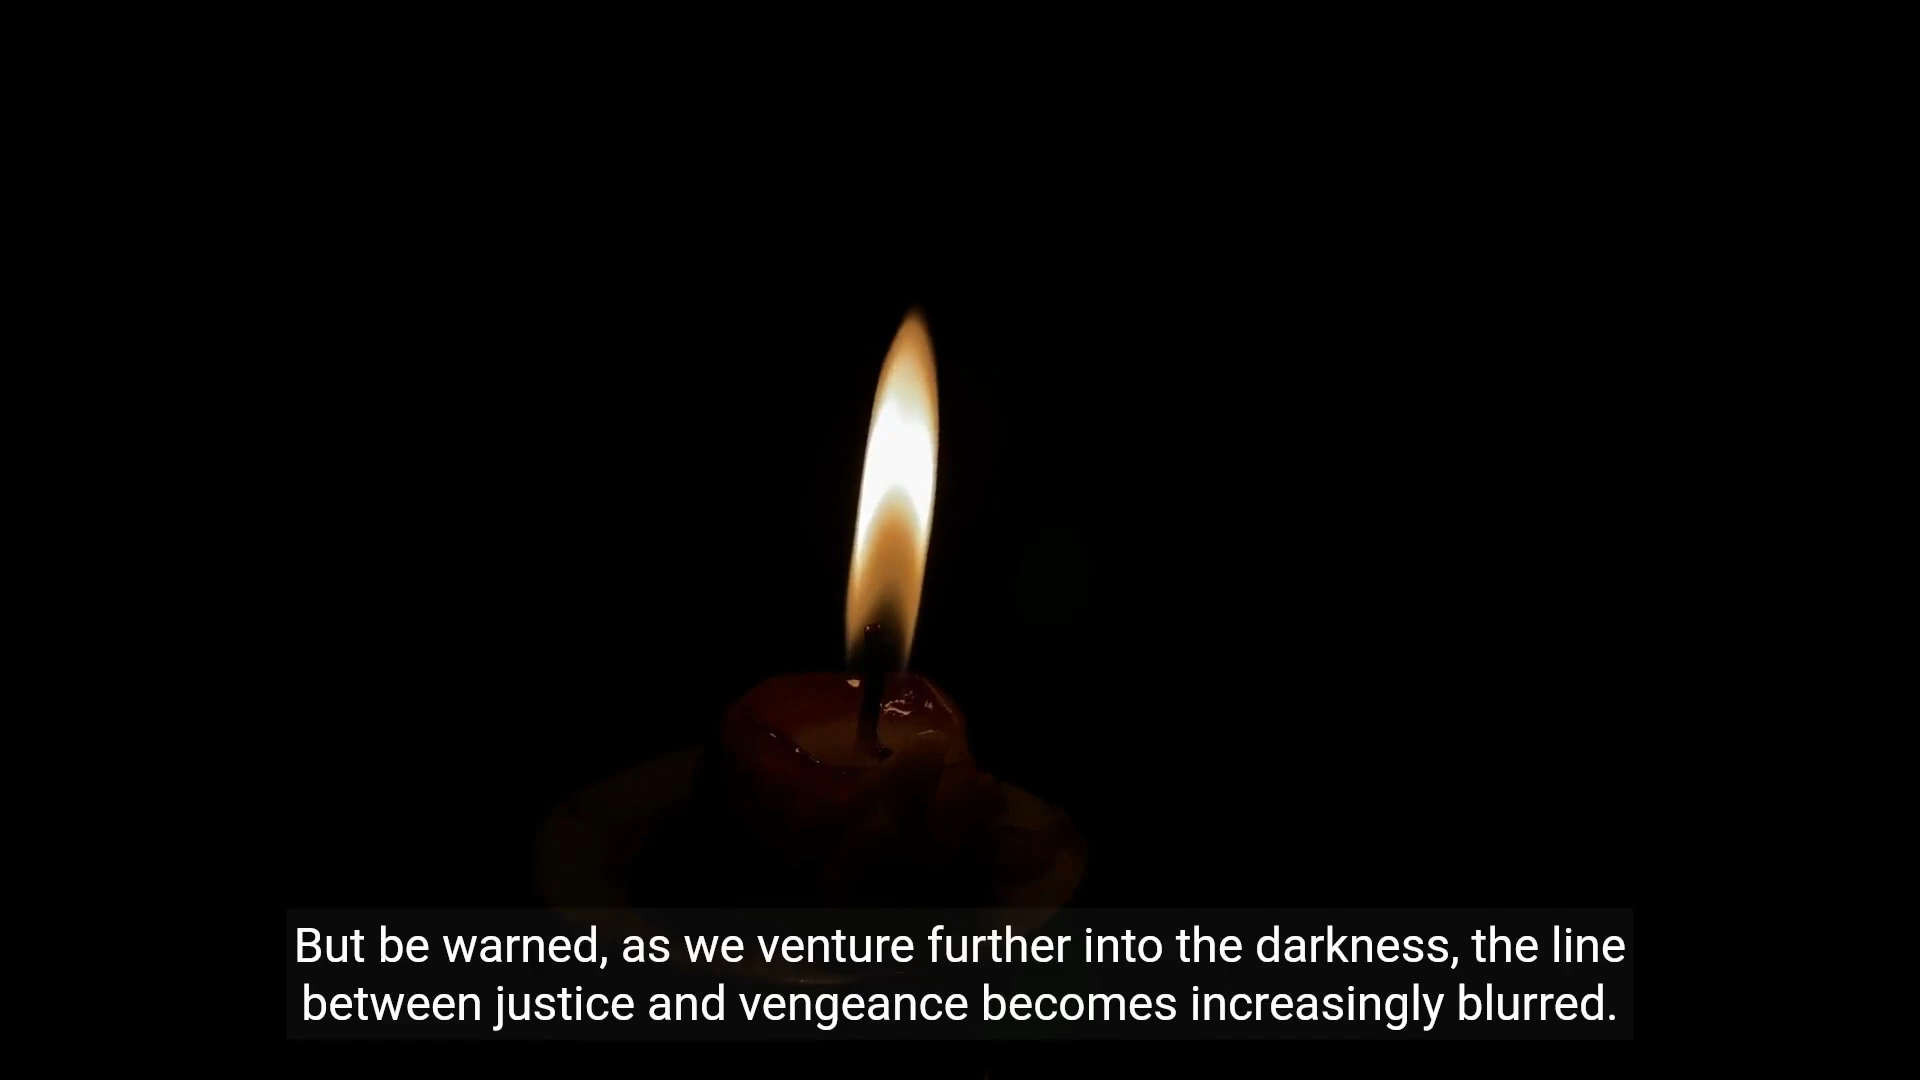 But be warned, as we venture further into the darkness, the line
between justice and vengeance becomes increasingly blurred.